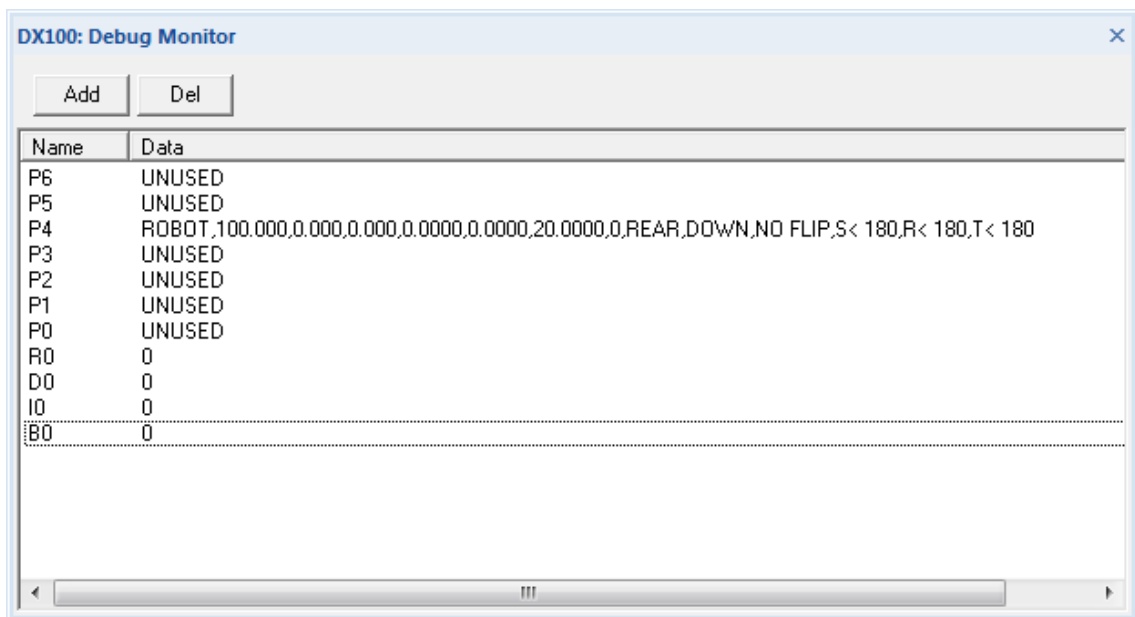 DX100: Debug Monitor
Add Del
Name Data
P6 UNUSED
P5 UNUSED
P4 ROBOT,100.000,0.000,0.000,0.0000,0.0000,20.0000,0,REAR,DOWN,NO FLIP,S< 180,R< 180,T< 180
P3 UNUSED
P2 UNUSED
P1 UNUSED
P0 UNUSED
R0 0
D0 0
I0 0
B0 0